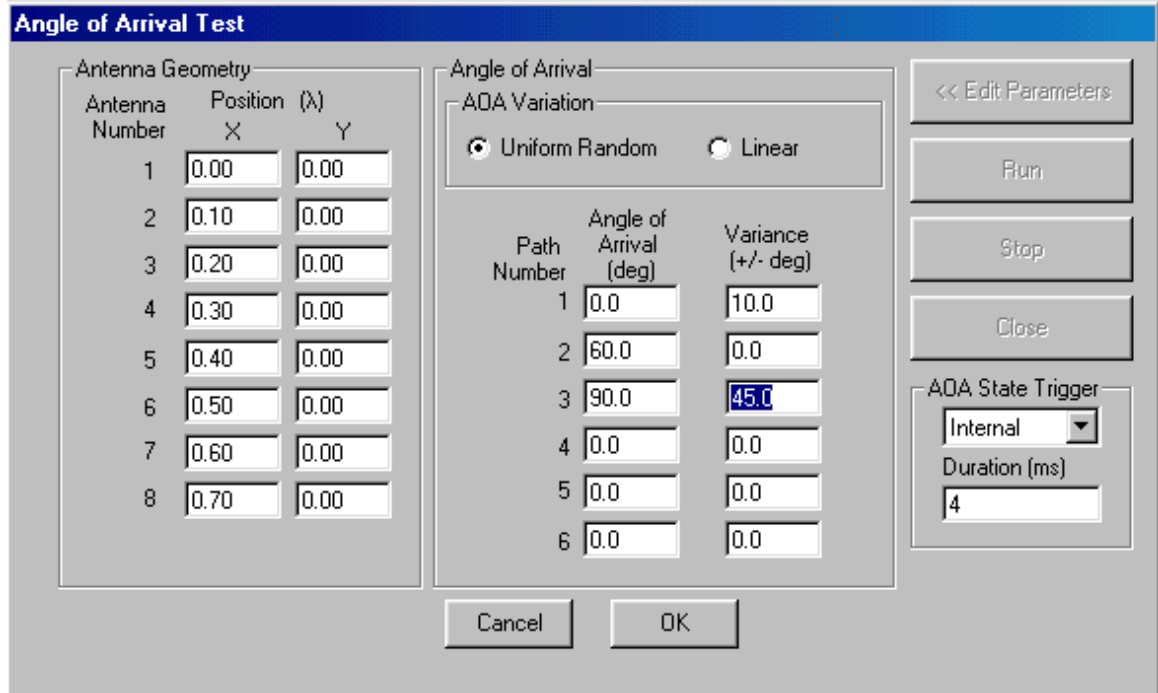 Angle of Arrival Test
Antenna Geometry
Antenna Number Position (λ)
X Y
1 0.00 0.00
2 0.10 0.00
3 0.20 0.00
4 0.30 0.00
5 0.40 0.00
6 0.50 0.00
7 0.60 0.00
8 0.70 0.00
Angle of Arrival
AOA Variation
Uniform Random Linear
Path Number Angle of Arrival (deg) Variance (+/- deg)
1 0.0 10.0
2 60.0 0.0
3 90.0 45.0
4 0.0 0.0
5 0.0 0.0
6 0.0 0.0
<< Edit Parameters
Run
Stop
Close
AOA State Trigger
Internal
Duration (ms)
4
Cancel OK